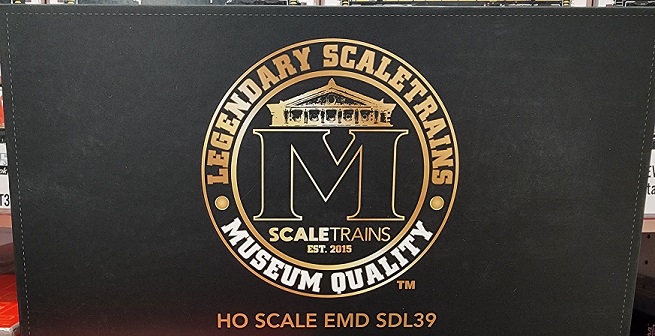 LEGENDARY SCALETRAINS
M
SCALETRAINS
EST. 2015
MUSEUM QUALITY
TM
HO SCALE EMD SDL39